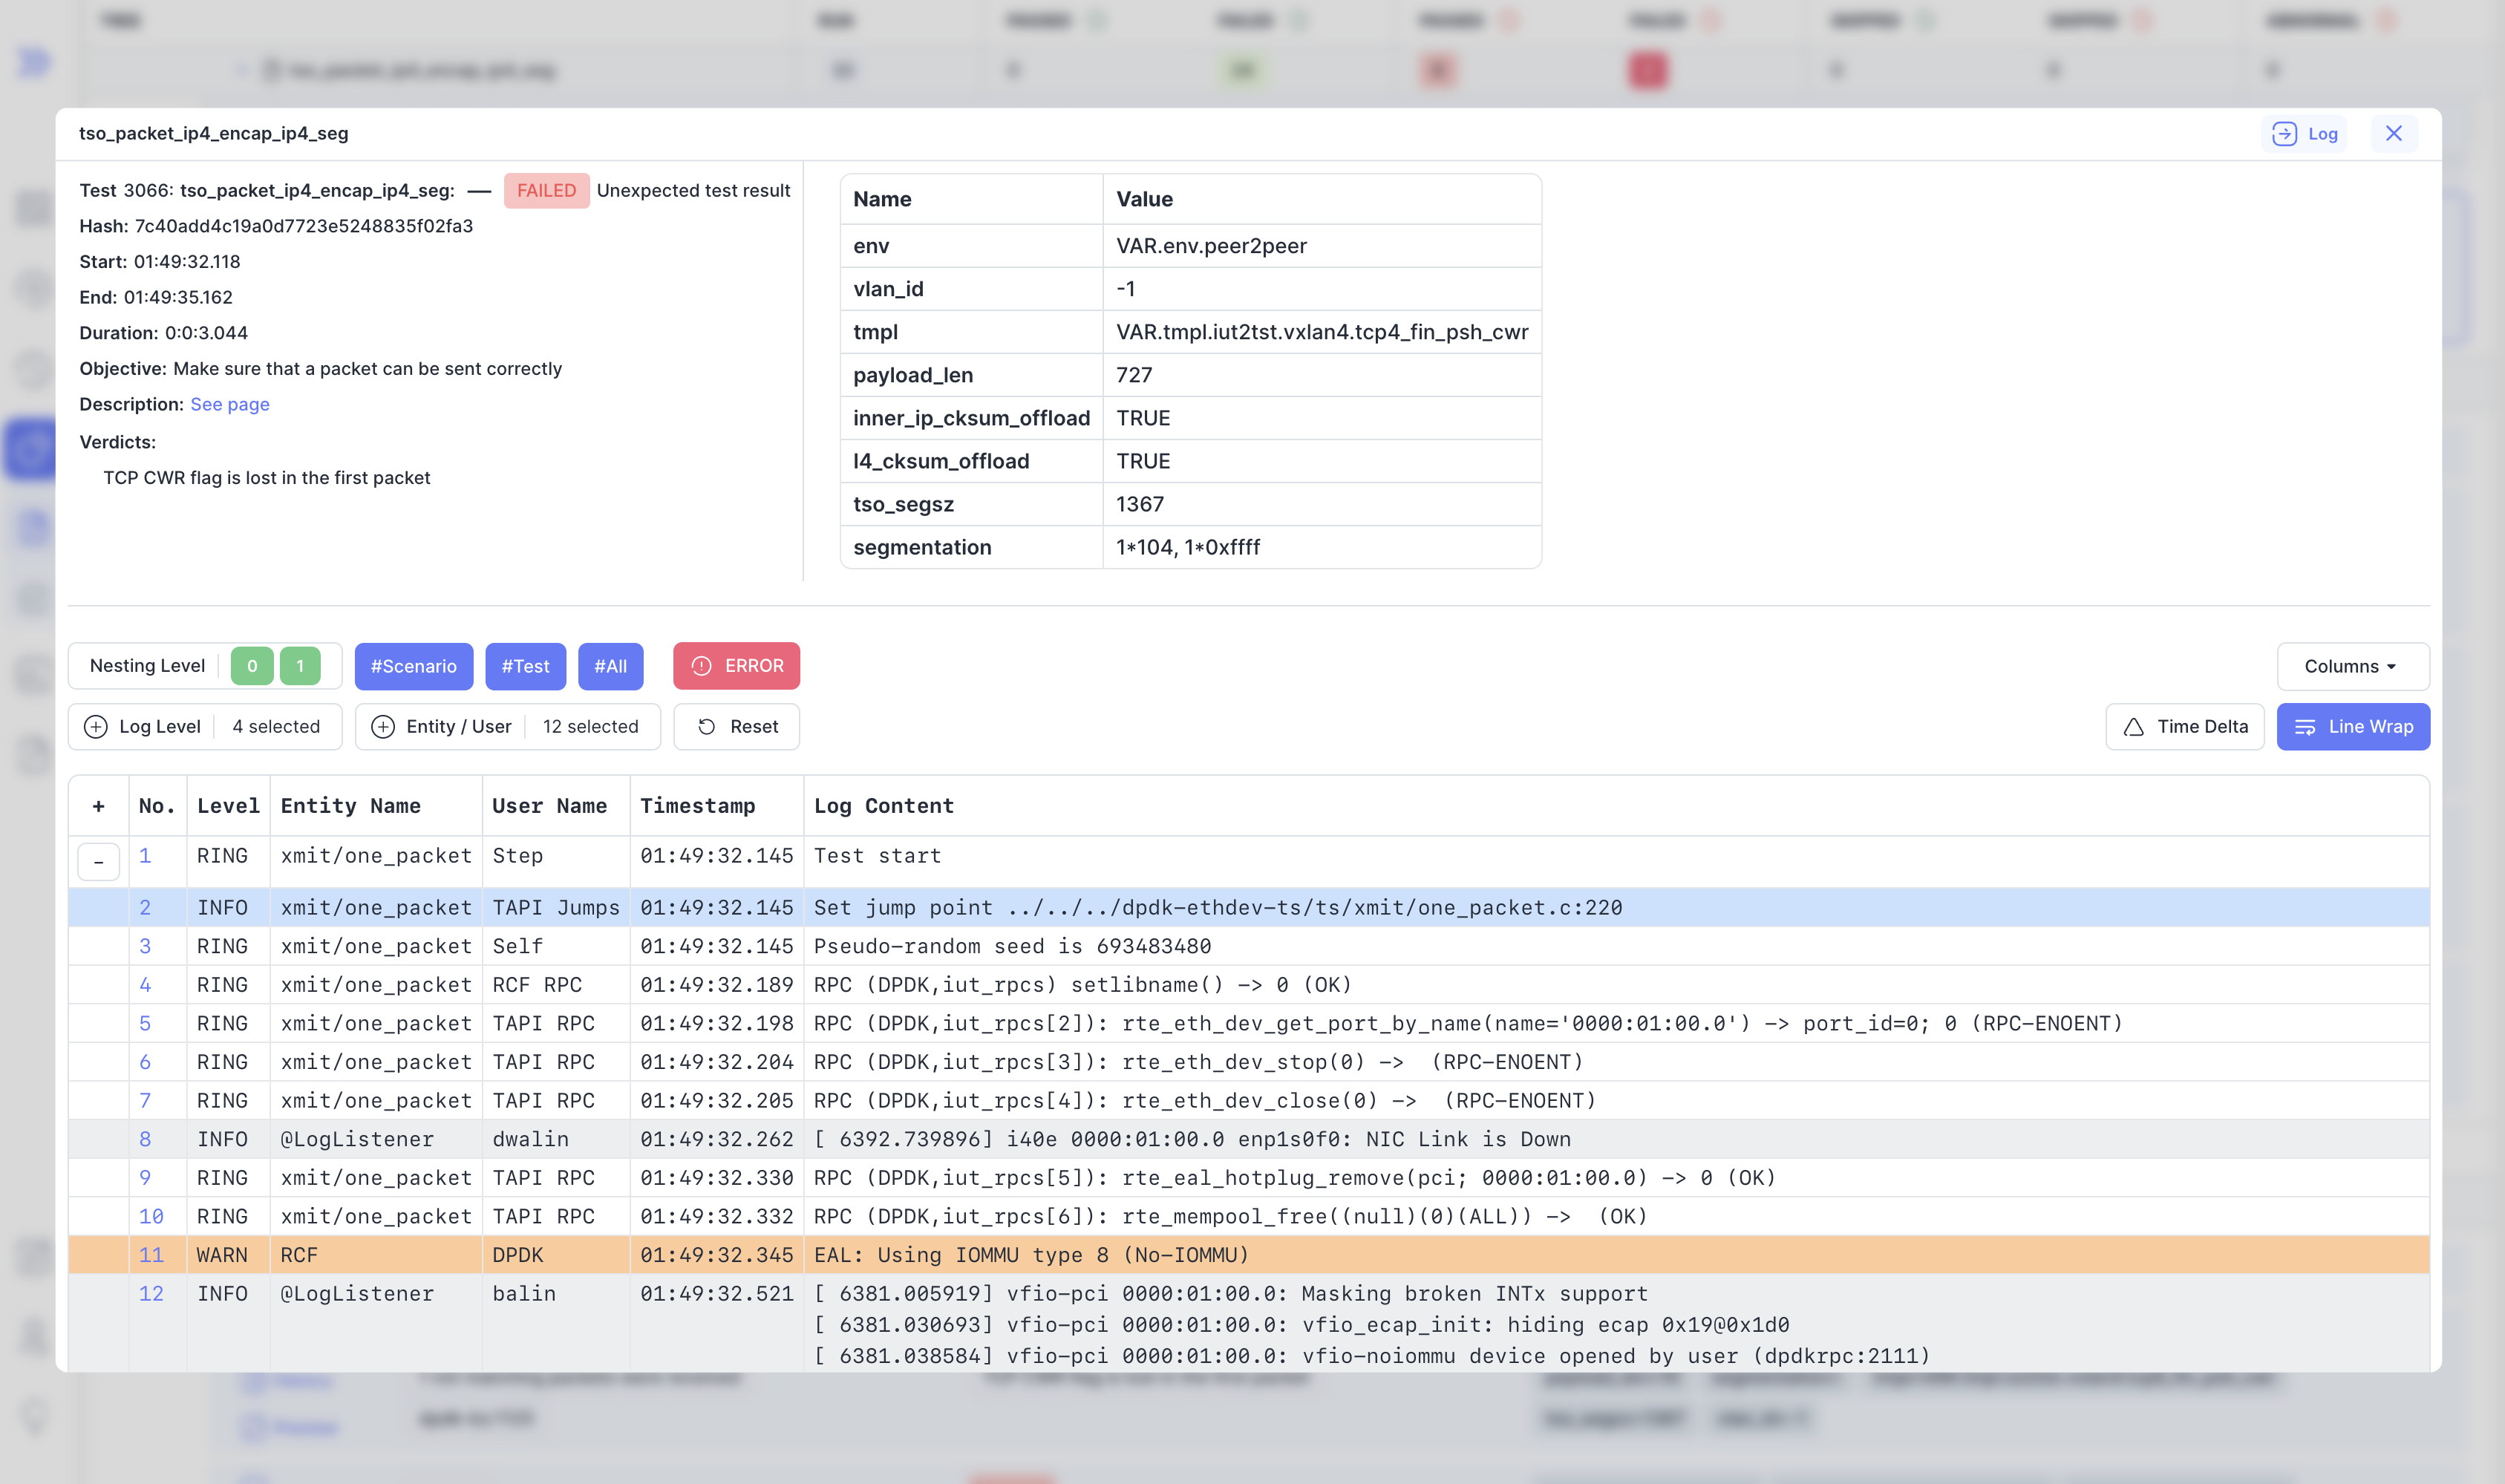 tso_packet_ip4_encap_ip4_seg
Log
Test 3066: tso_packet_ip4_encap_ip4_seg: — FAILED Unexpected test result
Hash: 7c40add4c19a0d7723e5248835f02fa3
Start: 01:49:32.118
End: 01:49:35.162
Duration: 0:0:3.044
Objective: Make sure that a packet can be sent correctly
Description: See page
Verdicts:
TCP CWR flag is lost in the first packet
Name Value
env VAR.env.peer2peer
vlan_id -1
tmpl VAR.tmpl.iut2tst.vxlan4.tcp4_fin_psh_cwr
payload_len 727
inner_ip_cksum_offload TRUE
l4_cksum_offload TRUE
tso_segsz 1367
segmentation 1*104, 1*0xffff
Nesting Level 0 1 #Scenario #Test #All ERROR Columns
Log Level 4 selected Entity / User 12 selected Reset Time Delta Line Wrap
+ No. Level Entity Name User Name Timestamp Log Content
- 1 RING xmit/one_packet Step 01:49:32.145 Test start
2 INFO xmit/one_packet TAPI Jumps 01:49:32.145 Set jump point ../../../dpdk-ethdev-ts/ts/xmit/one_packet.c:220
3 RING xmit/one_packet Self 01:49:32.145 Pseudo-random seed is 693483480
4 RING xmit/one_packet RCF RPC 01:49:32.189 RPC (DPDK,iut_rpcs) setlibname() -> 0 (OK)
5 RING xmit/one_packet TAPI RPC 01:49:32.198 RPC (DPDK,iut_rpcs[2]): rte_eth_dev_get_port_by_name(name='0000:01:00.0') -> port_id=0; 0 (RPC-ENOENT)
6 RING xmit/one_packet TAPI RPC 01:49:32.204 RPC (DPDK,iut_rpcs[3]): rte_eth_dev_stop(0) ->  (RPC-ENOENT)
7 RING xmit/one_packet TAPI RPC 01:49:32.205 RPC (DPDK,iut_rpcs[4]): rte_eth_dev_close(0) ->  (RPC-ENOENT)
8 INFO @LogListener dwalin 01:49:32.262 [ 6392.739896] i40e 0000:01:00.0 enp1s0f0: NIC Link is Down
9 RING xmit/one_packet TAPI RPC 01:49:32.330 RPC (DPDK,iut_rpcs[5]): rte_eal_hotplug_remove(pci; 0000:01:00.0) -> 0 (OK)
10 RING xmit/one_packet TAPI RPC 01:49:32.332 RPC (DPDK,iut_rpcs[6]): rte_mempool_free((null)(0)(ALL)) ->  (OK)
11 WARN RCF DPDK 01:49:32.345 EAL: Using IOMMU type 8 (No-IOMMU)
12 INFO @LogListener balin 01:49:32.521 [ 6381.005919] vfio-pci 0000:01:00.0: Masking broken INTx support
[ 6381.030693] vfio-pci 0000:01:00.0: vfio_ecap_init: hiding ecap 0x19@0x1d0
[ 6381.038584] vfio-pci 0000:01:00.0: vfio-noiommu device opened by user (dpdkrpc:2111)